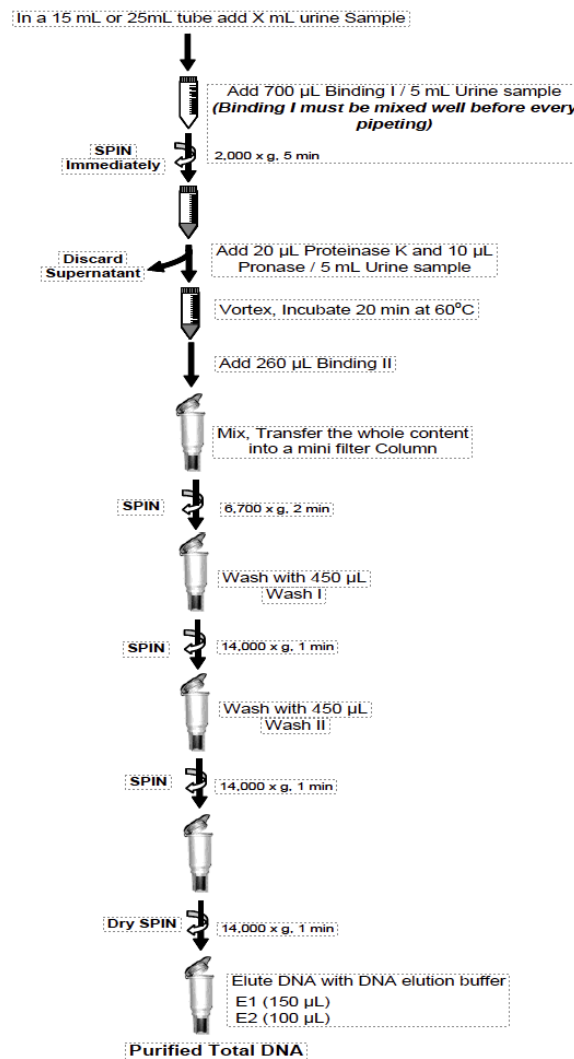 In a 15 mL or 25mL tube add X mL urine Sample
Add 700 µL Binding I / 5 mL Urine sample
(Binding I must be mixed well before every
pipeting)
SPIN
Immediately
2,000 x g, 5 min
Discard
Supernatant
Add 20 µL Proteinase K and 10 µL
Pronase / 5 mL Urine sample
Vortex, Incubate 20 min at 60°C
Add 260 µL Binding II
Mix, Transfer the whole content
into a mini filter Column
SPIN
6,700 x g, 2 min
Wash with 450 µL
Wash I
SPIN
14,000 x g, 1 min
Wash with 450 µL
Wash II
SPIN
14,000 x g, 1 min
Dry SPIN
14,000 x g, 1 min
Elute DNA with DNA elution buffer
E1 (150 µL)
E2 (100 µL)
Purified Total DNA